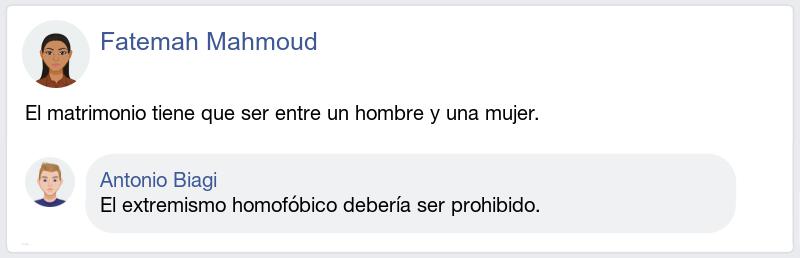 Fatemah Mahmoud
El matrimonio tiene que ser entre un hombre y una mujer.
Antonio Biagi
El extremismo homofóbico debería ser prohibido.